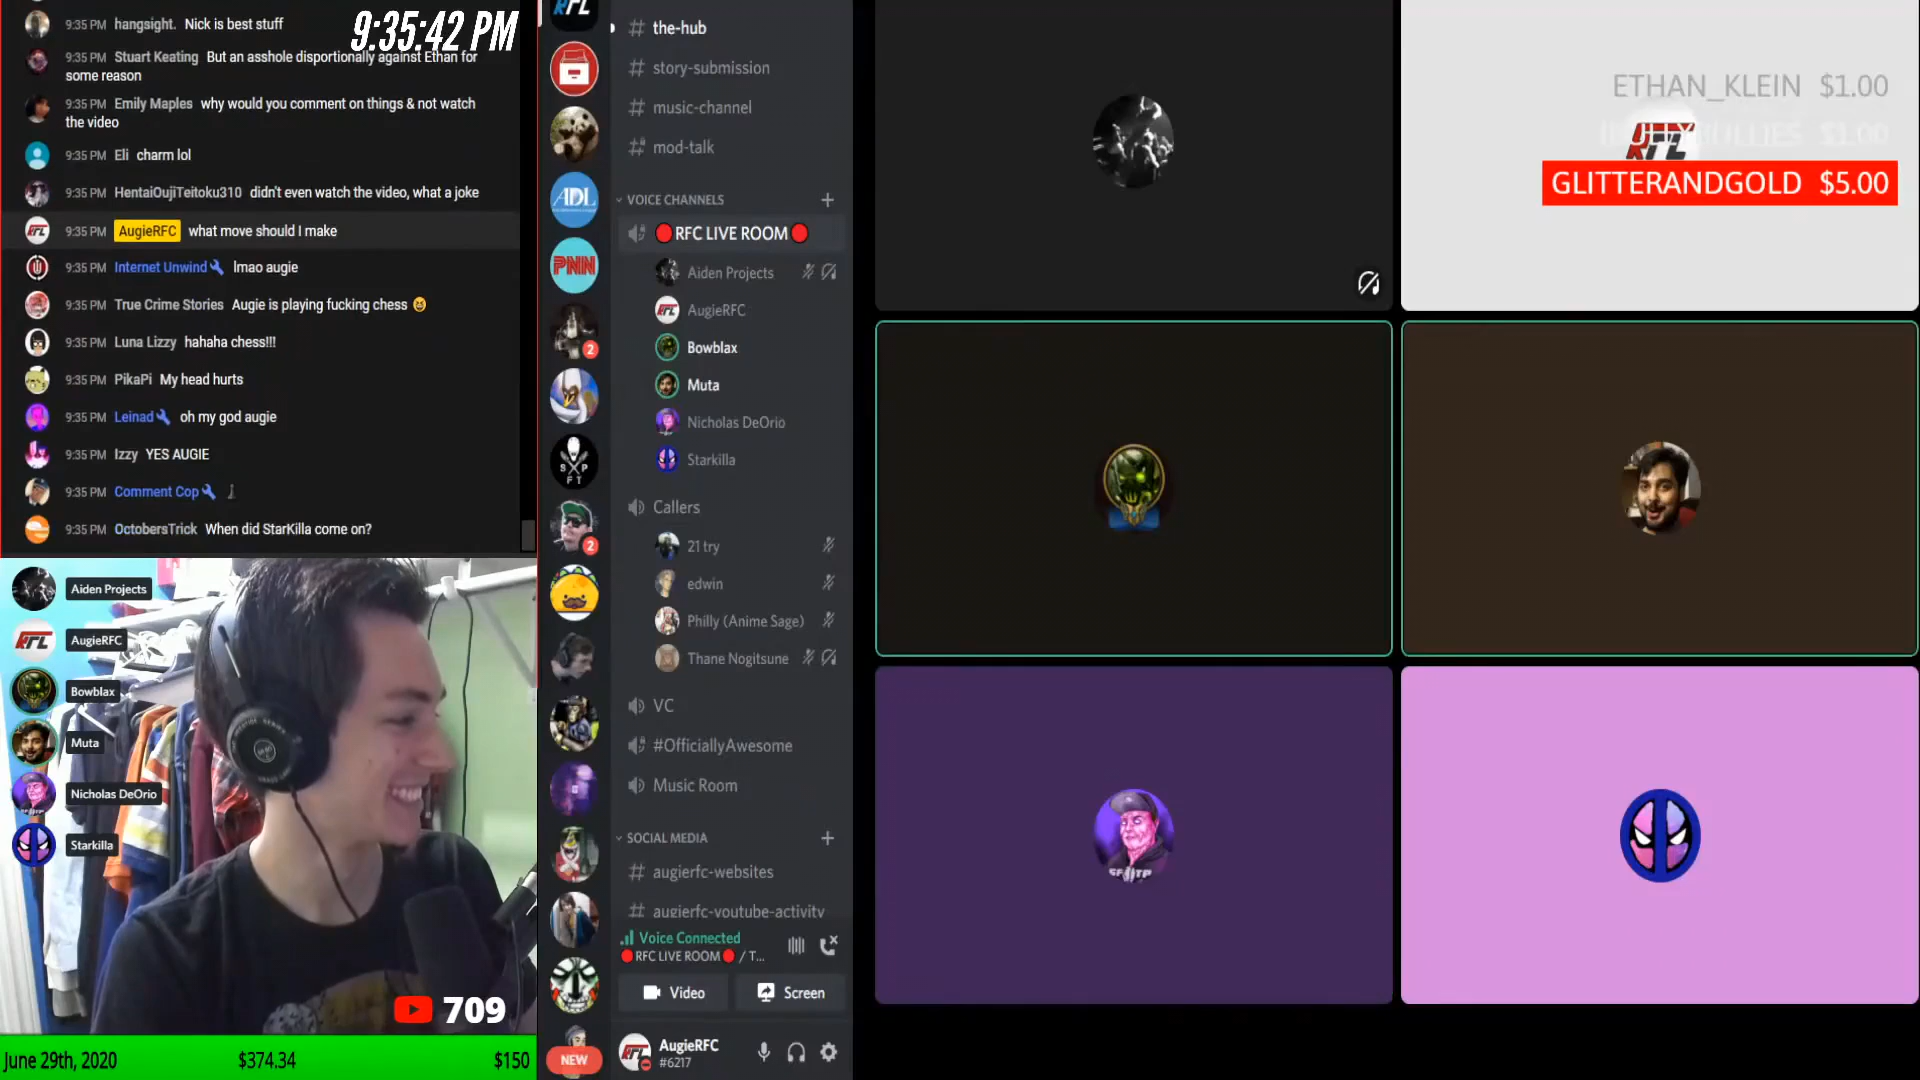 9:35:42 PM
9:35 PM hangsight. Nick is best stuff
9:35 PM Stuart Keating But an asshole disportionally against Ethan for
some reason
9:35 PM Emily Maples why would you comment on things & not watch
the video
9:35 PM Eli charm lol
9:35 PM HentaiOujiTeitoku310 didn't even watch the video, what a joke
9:35 PM AugieRFC what move should I make
9:35 PM Internet Unwind lmao augie
9:35 PM True Crime Stories Augie is playing fucking chess 😆
9:35 PM Luna Lizzy hahaha chess!!!
9:35 PM PikaPi My head hurts
9:35 PM Leinad oh my god augie
9:35 PM Izzy YES AUGIE
9:35 PM Comment Cop
9:35 PM OctobersTrick When did StarKilla come on?
Aiden Projects
AugieRFC
Bowblax
Muta
Nicholas DeOrio
Starkilla
709
June 29th, 2020 $374.34 $150
ADL
PNN
2
S P
F T
2
NEW
# the-hub
# story-submission
# music-channel
# mod-talk
VOICE CHANNELS +
🔴 RFC LIVE ROOM 🔴
Aiden Projects
AugieRFC
Bowblax
Muta
Nicholas DeOrio
Starkilla
Callers
21 try
edwin
Philly (Anime Sage)
Thane Nogitsune
VC
#OfficiallyAwesome
Music Room
SOCIAL MEDIA +
# augierfc-websites
# augierfc-youtube-activity
Voice Connected
🔴 RFC LIVE ROOM 🔴 / T...
Video Screen
AugieRFC
#6217
ETHAN_KLEIN $1.00
$1.00
GLITTERANDGOLD $5.00